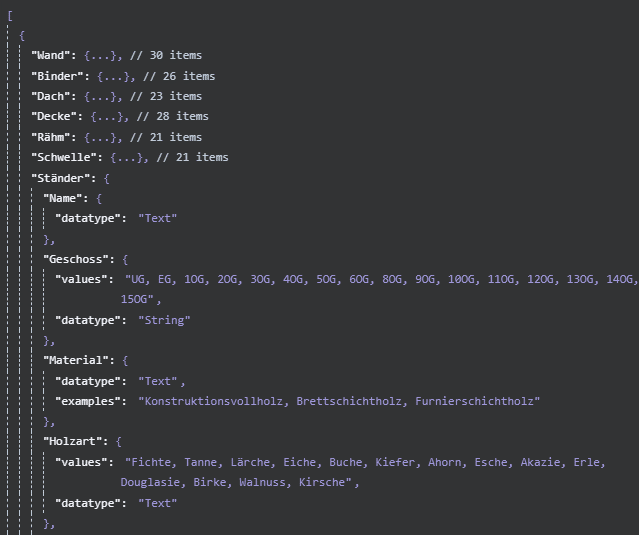 [
{
"Wand": {...}, // 30 items
"Binder": {...}, // 26 items
"Dach": {...}, // 23 items
"Decke": {...}, // 28 items
"Rähm": {...}, // 21 items
"Schwelle": {...}, // 21 items
"Ständer": {
"Name": {
"datatype": "Text"
},
"Geschoss": {
"values": "UG, EG, 1OG, 2OG, 3OG, 4OG, 5OG, 6OG, 8OG, 9OG, 10OG, 11OG, 12OG, 13OG, 14OG,
15OG",
"datatype": "String"
},
"Material": {
"datatype": "Text",
"examples": "Konstruktionsvollholz, Brettschichtholz, Furnierschichtholz"
},
"Holzart": {
"values": "Fichte, Tanne, Lärche, Eiche, Buche, Kiefer, Ahorn, Esche, Akazie, Erle,
Douglasie, Birke, Walnuss, Kirsche",
"datatype": "Text"
},